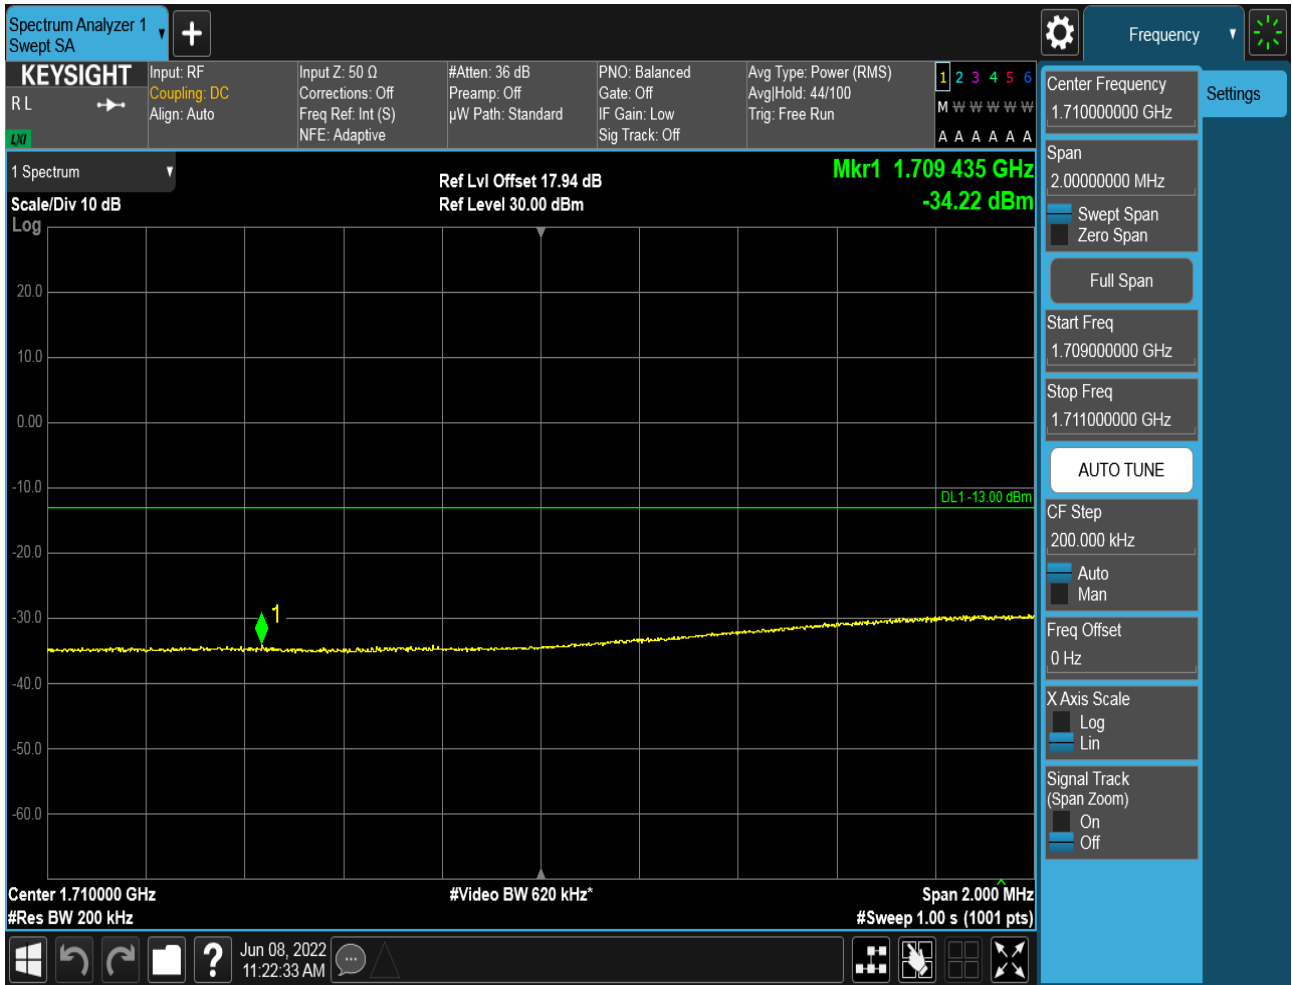 Spectrum Analyzer 1
Swept SA
Frequency
KEYSIGHT
R L
LXI
Input: RF
Coupling: DC
Align: Auto
Input Z: 50 Ω
Corrections: Off
Freq Ref: Int (S)
NFE: Adaptive
#Atten: 36 dB
Preamp: Off
µW Path: Standard
PNO: Balanced
Gate: Off
IF Gain: Low
Sig Track: Off
Avg Type: Power (RMS)
Avg|Hold: 44/100
Trig: Free Run
1 2 3 4 5 6
M W W W W W
A A A A A A
1 Spectrum
Scale/Div 10 dB
Log
Ref Lvl Offset 17.94 dB
Ref Level 30.00 dBm
Mkr1 1.709 435 GHz
-34.22 dBm
20.0
10.0
0.00
-10.0
DL1 -13.00 dBm
-20.0
-30.0
1
-40.0
-50.0
-60.0
Center 1.710000 GHz
#Video BW 620 kHz*
Span 2.000 MHz
#Res BW 200 kHz
#Sweep 1.00 s (1001 pts)
Jun 08, 2022
11:22:33 AM
Center Frequency
1.710000000 GHz
Settings
Span
2.00000000 MHz
Swept Span
Zero Span
Full Span
Start Freq
1.709000000 GHz
Stop Freq
1.711000000 GHz
AUTO TUNE
CF Step
200.000 kHz
Auto
Man
Freq Offset
0 Hz
X Axis Scale
Log
Lin
Signal Track
(Span Zoom)
On
Off